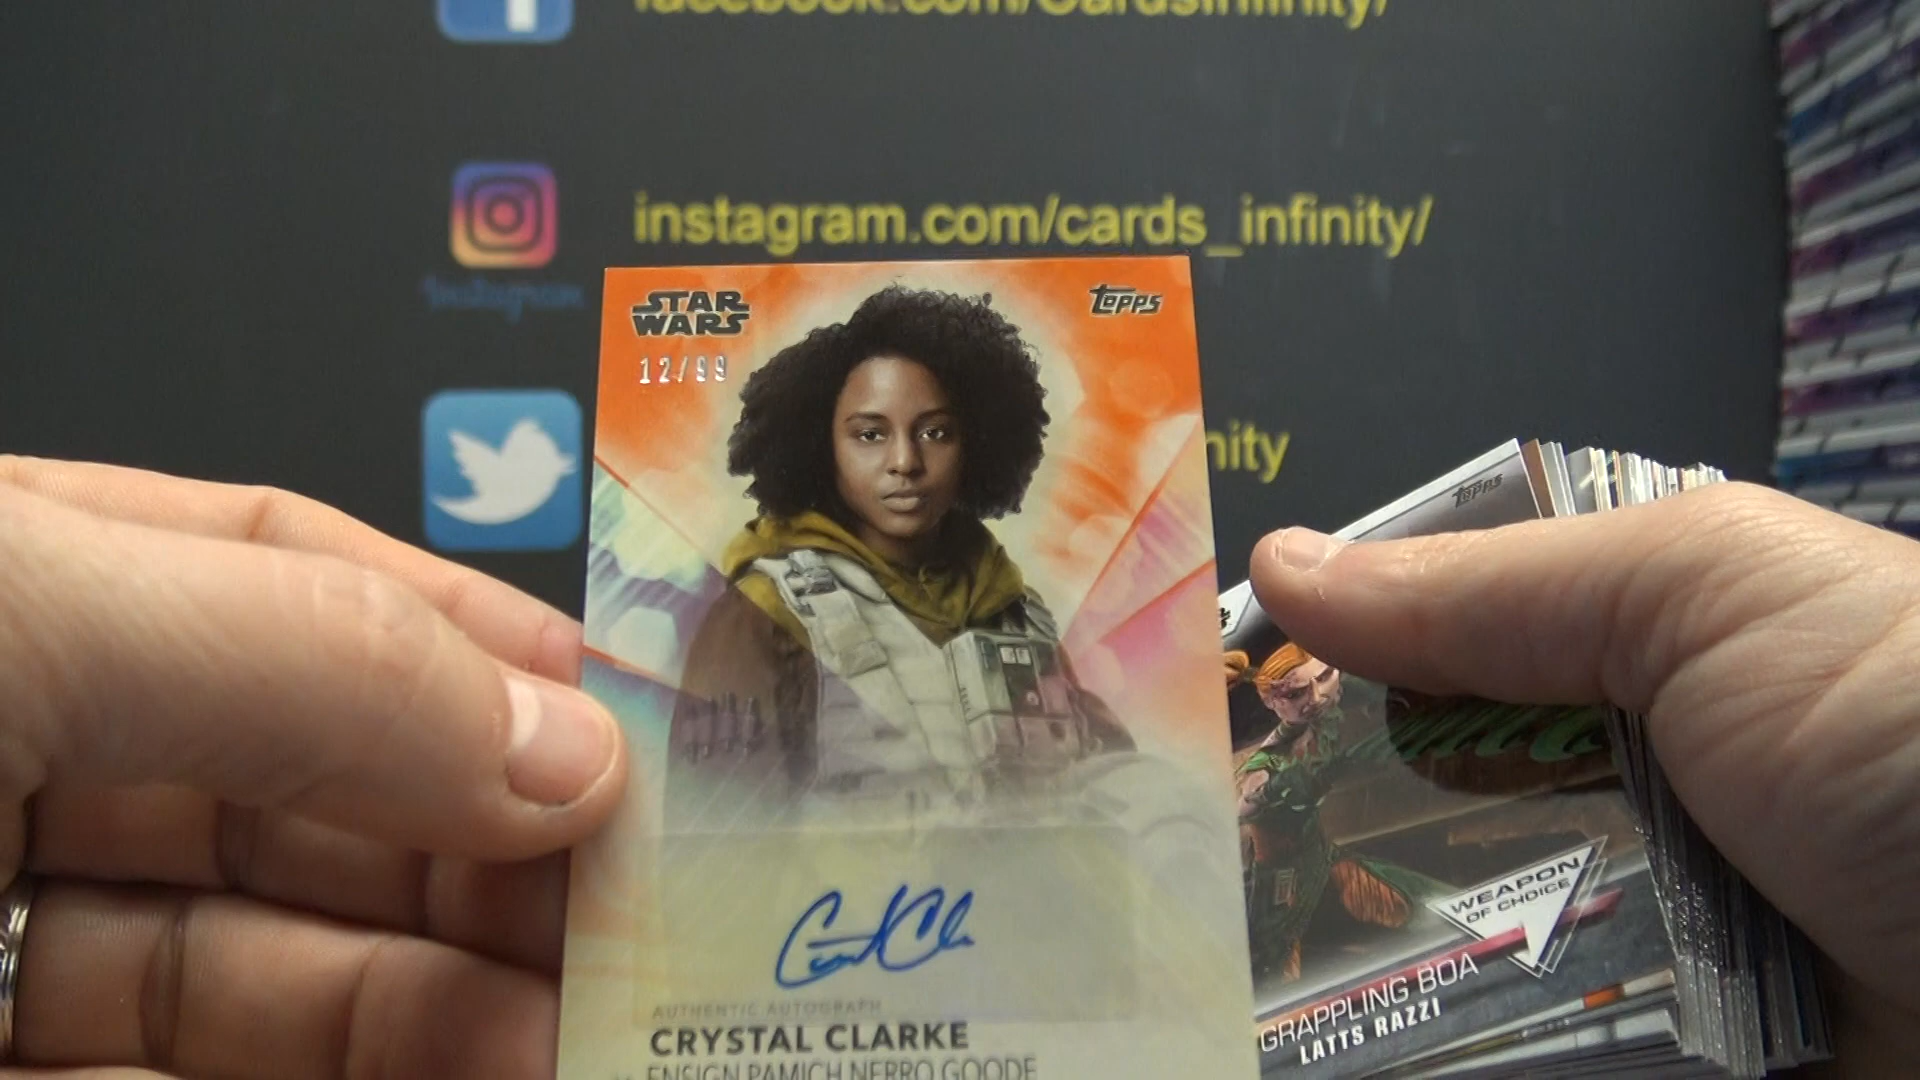 facebook.com/CardsInfinity/
instagram.com/cards_infinity/
Instagram
nity
STAR
WARS
12/99
Topps
AUTHENTIC AUTOGRAPH
CRYSTAL CLARKE
ENSIGN PAMICH NERRO GOODE
Topps
WEAPON
OF CHOICE
GRAPPLING BOA
LATTS RAZZI